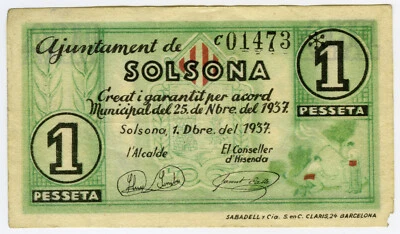 Ajuntament de C 01473
SOLSONA
Creat i garantit per acord
Municipal del 25 de Nbre. del 1937.
Solsona, 1. Dbre. del 1937.
l'Alcalde
El Conseller
d'Hisenda
1
PESSETA
1
PESSETA
SABADELL y Cia. S. en C. CLARIS, 24 BARCELONA